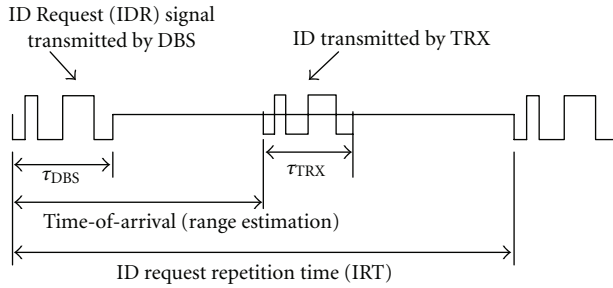 ID Request (IDR) signal
transmitted by DBS
ID transmitted by TRX
τDBS
τTRX
Time-of-arrival (range estimation)
ID request repetition time (IRT)